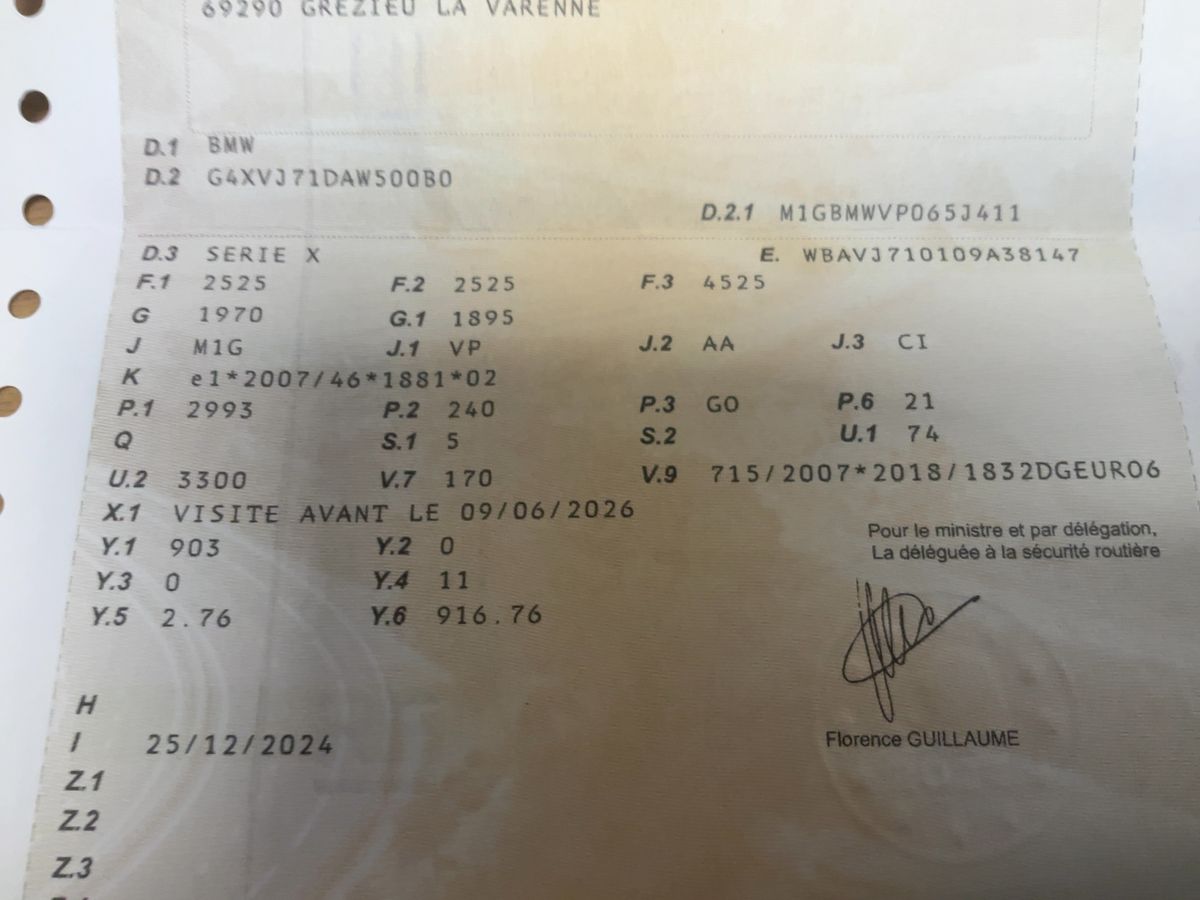 69290 GREZIEU LA VARENNE
D.1 BMW
D.2 G4XVJ71DAW500B0
D.2.1 M1GBMWVP065J411
D.3 SERIE X E. WBAVJ710109A38147
F.1 2525 F.2 2525 F.3 4525
G 1970 G.1 1895
J M1G J.1 VP J.2 AA J.3 CI
K e1*2007/46*1881*02
P.1 2993 P.2 240 P.3 GO P.6 21
Q S.1 5 S.2 U.1 74
U.2 3300 V.7 170 V.9 715/2007*2018/1832DGEURO6
X.1 VISITE AVANT LE 09/06/2026
Pour le ministre et par délégation,
La déléguée à la sécurité routière
Y.1 903 Y.2 0
Y.3 0 Y.4 11
Y.5 2.76 Y.6 916.76
H
I 25/12/2024
Florence GUILLAUME
Z.1
Z.2
Z.3